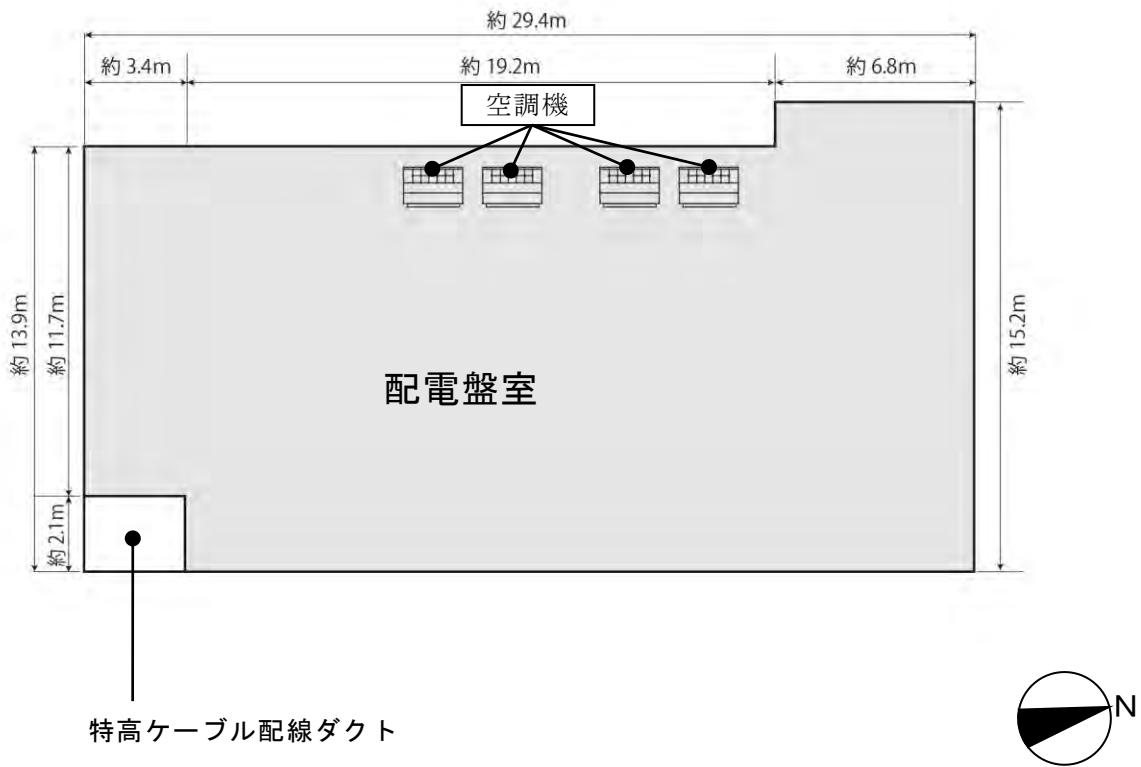 約 29.4m
約 3.4m
約 19.2m
約 6.8m
空調機
約 13.9m
約 11.7m
約 15.2m
配電盤室
約 2.1m
特高ケーブル配線ダクト
N